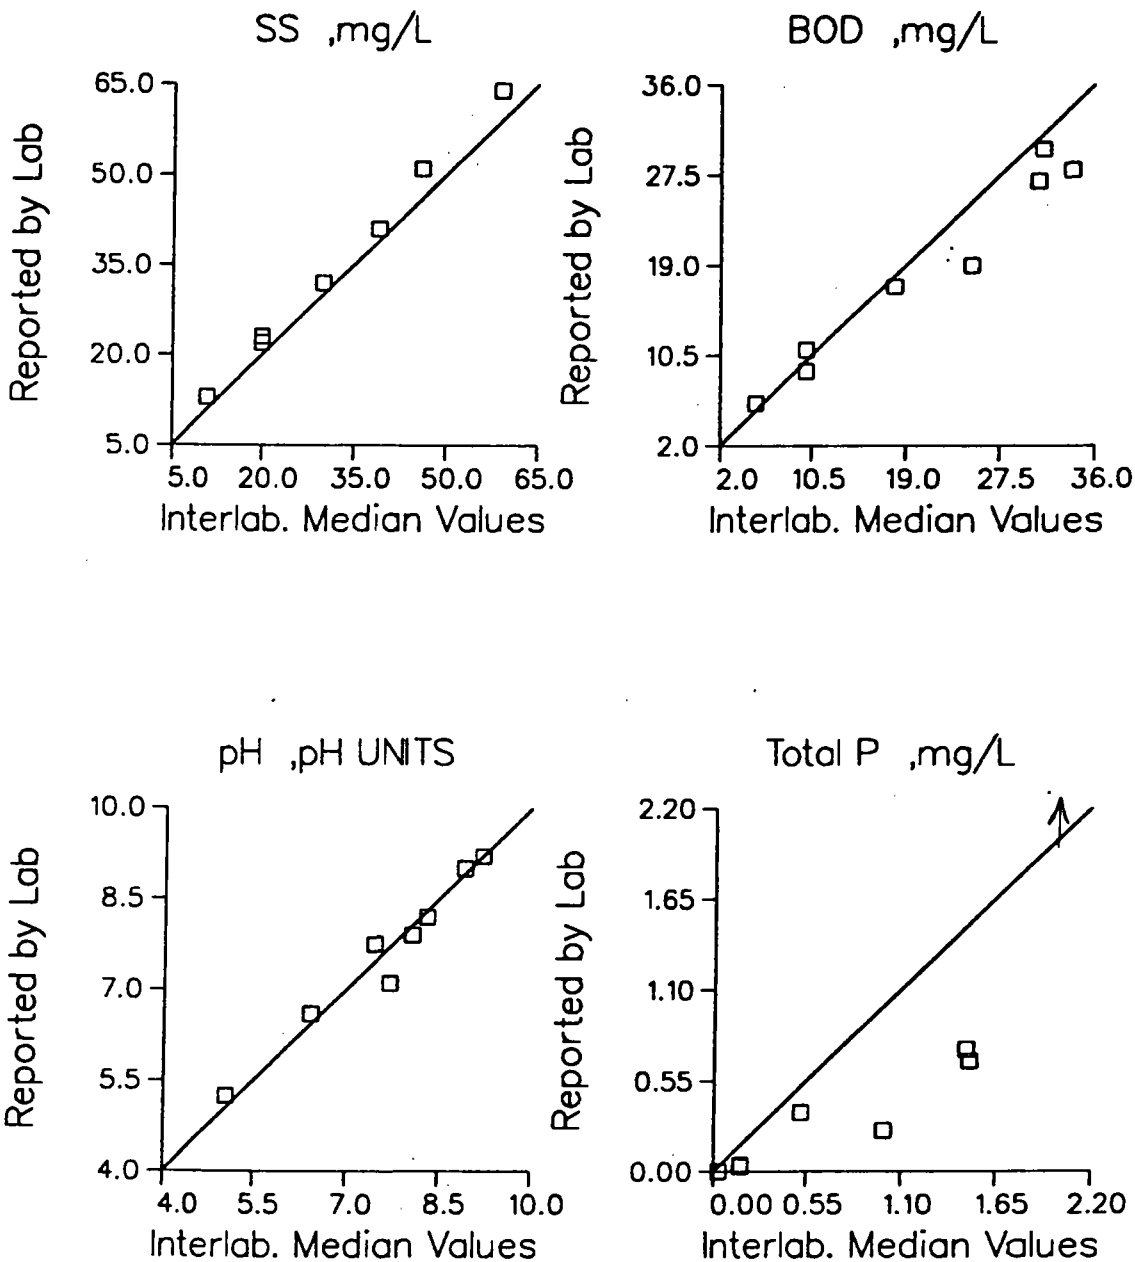 SS ,mg/L
Reported by Lab
65.0
50.0
35.0
20.0
5.0
5.0 20.0 35.0 50.0 65.0
Interlab. Median Values
BOD ,mg/L
Reported by Lab
36.0
27.5
19.0
10.5
2.0
2.0 10.5 19.0 27.5 36.0
Interlab. Median Values
pH ,pH UNITS
Reported by Lab
10.0
8.5
7.0
5.5
4.0
4.0 5.5 7.0 8.5 10.0
Interlab. Median Values
Total P ,mg/L
Reported by Lab
2.20
1.65
1.10
0.55
0.00
0.00 0.55 1.10 1.65 2.20
Interlab. Median Values